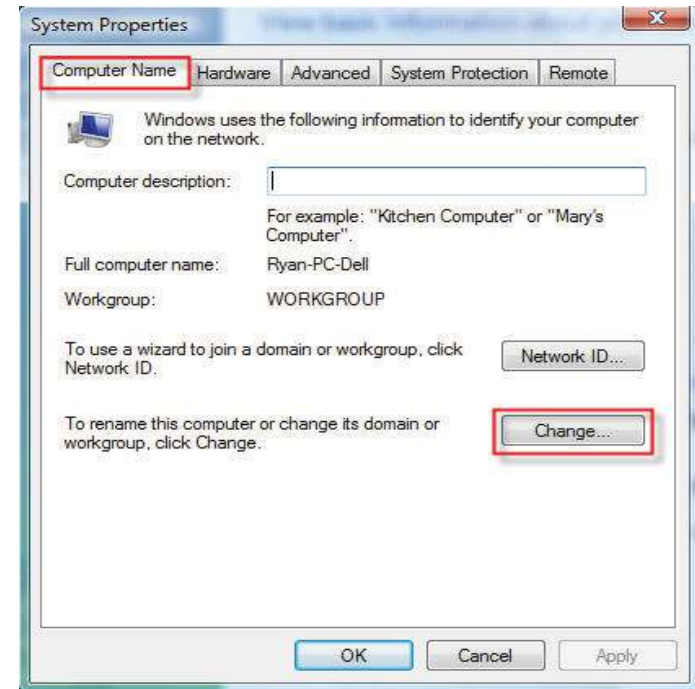 System Properties
Computer Name Hardware Advanced System Protection Remote
Windows uses the following information to identify your computer
on the network.
Computer description:
For example: "Kitchen Computer" or "Mary's
Computer".
Full computer name: Ryan-PC-Dell
Workgroup: WORKGROUP
To use a wizard to join a domain or workgroup, click
Network ID.
Network ID...
To rename this computer or change its domain or
workgroup, click Change.
Change...
OK Cancel Apply